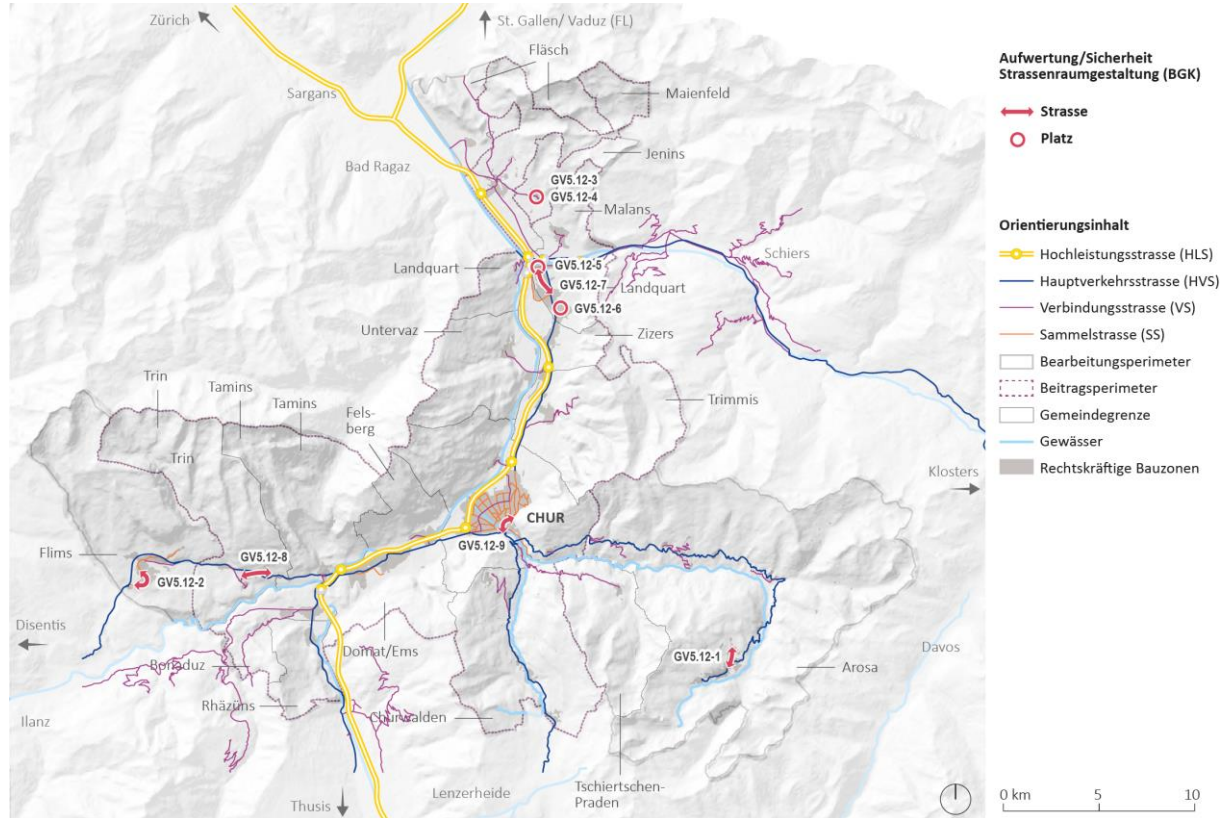 Zürich
St. Gallen/ Vaduz (FL)
Fläsch
Sargans
Maienfeld
Jenins
Bad Ragaz
GV5.12-3
GV5.12-4
Malans
Schiers
Landquart
GV5.12-5
GV5.12-7
Landquart
GV5.12-6
Untervaz
Zizers
Trin
Tamins
Tamins
Trimmis
Fels-
berg
Trin
Klosters
CHUR
Flims
GV5.12-8
GV5.12-9
GV5.12-2
Disentis
Domat/Ems
GV5.12-1
Bonaduz
Arosa
Davos
Rhäzüns
Ilanz
Churwalden
Tschiertschen-
Praden
Thusis
Lenzerheide
Aufwertung/Sicherheit
Strassenraumgestaltung (BGK)
Strasse
Platz
Orientierungsinhalt
Hochleistungsstrasse (HLS)
Hauptverkehrsstrasse (HVS)
Verbindungsstrasse (VS)
Sammelstrasse (SS)
Bearbeitungsperimeter
Beitragsperimeter
Gemeindegrenze
Gewässer
Rechtskräftige Bauzonen
0 km 5 10